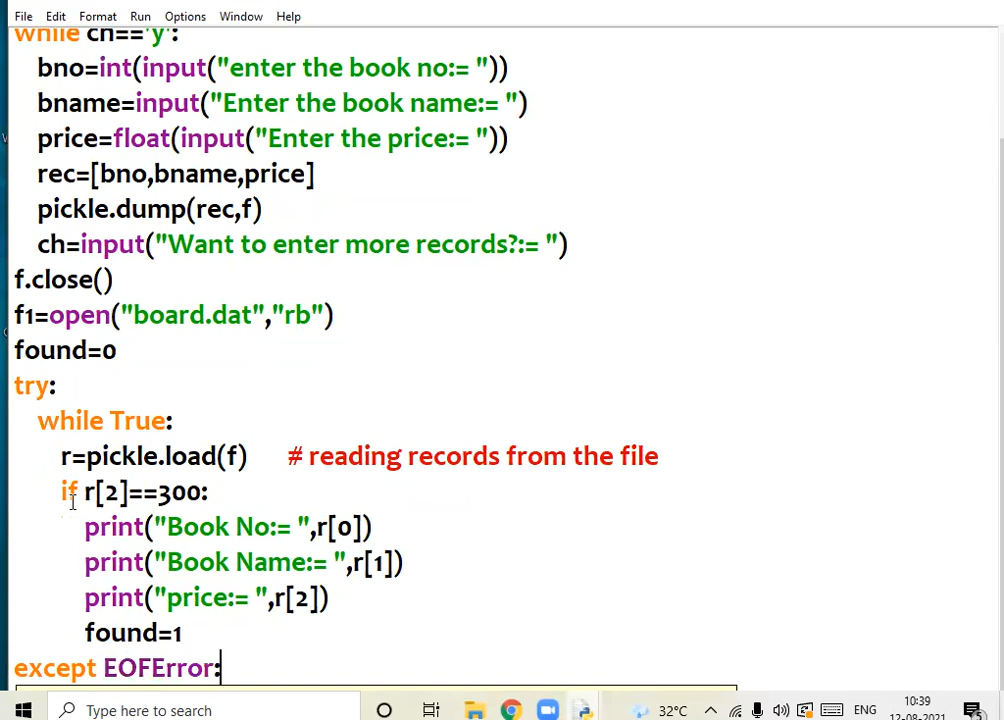 File Edit Format Run Options Window Help
while ch=='y':
bno=int(input("enter the book no:= "))
bname=input("Enter the book name:= ")
price=float(input("Enter the price:= "))
rec=[bno,bname,price]
pickle.dump(rec,f)
ch=input("Want to enter more records?:= ")
f.close()
f1=open("board.dat","rb")
found=0
try:
while True:
r=pickle.load(f) # reading records from the file
if r[2]==300:
print("Book No:= ",r[0])
print("Book Name:= ",r[1])
print("price:= ",r[2])
found=1
except EOFError:
Type here to search
32°C
ENG
10:39
12-08-2021